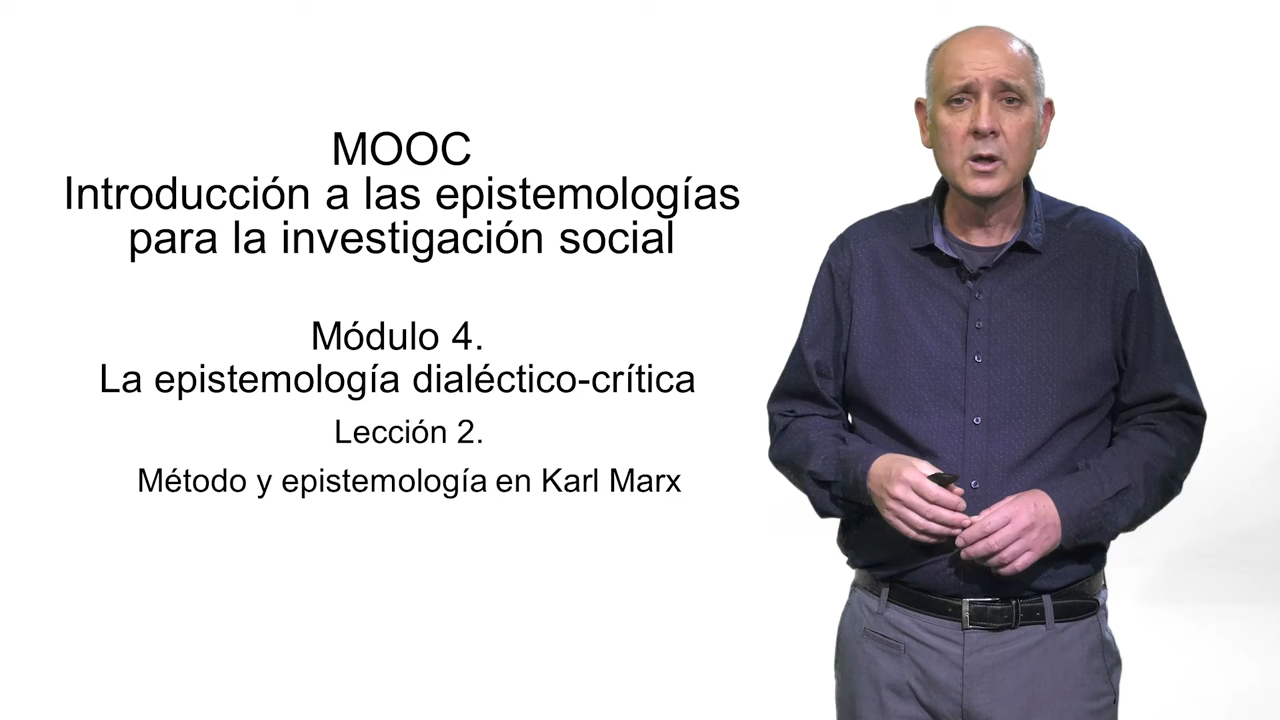 MOOC
Introducción a las epistemologías
para la investigación social
Módulo 4.
La epistemología dialéctico-crítica
Lección 2.
Método y epistemología en Karl Marx